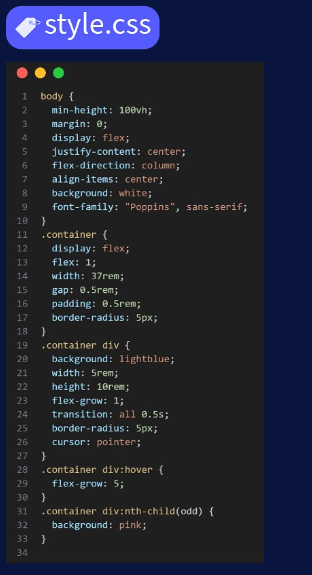 style.css
1 body {
2   min-height: 100vh;
3   margin: 0;
4   display: flex;
5   justify-content: center;
6   flex-direction: column;
7   align-items: center;
8   background: white;
9   font-family: "Poppins", sans-serif;
10 }
11 .container {
12   display: flex;
13   flex: 1;
14   width: 37rem;
15   gap: 0.5rem;
16   padding: 0.5rem;
17   border-radius: 5px;
18 }
19 .container div {
20   background: lightblue;
21   width: 5rem;
22   height: 10rem;
23   flex-grow: 1;
24   transition: all 0.5s;
25   border-radius: 5px;
26   cursor: pointer;
27 }
28 .container div:hover {
29   flex-grow: 5;
30 }
31 .container div:nth-child(odd) {
32   background: pink;
33 }
34